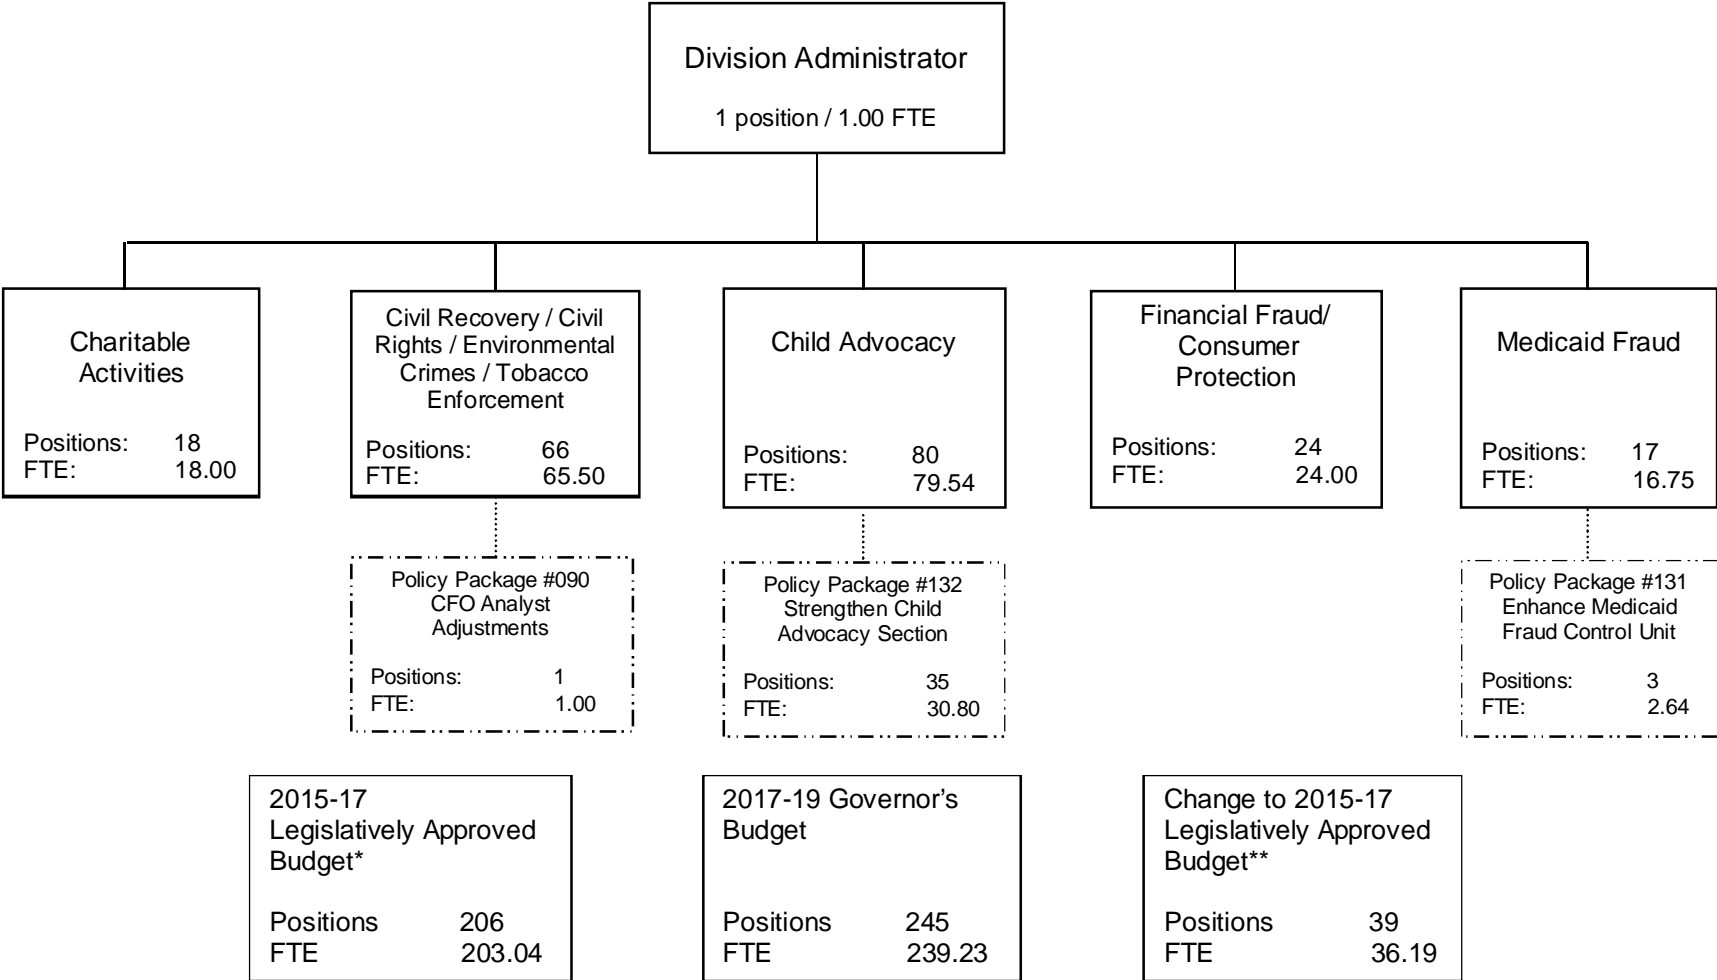 Division Administrator
1 position / 1.00 FTE
Charitable
Activities
Positions: 18
FTE: 18.00
Civil Recovery / Civil
Rights / Environmental
Crimes / Tobacco
Enforcement
Positions: 66
FTE: 65.50
Child Advocacy
Positions: 80
FTE: 79.54
Financial Fraud/
Consumer
Protection
Positions: 24
FTE: 24.00
Medicaid Fraud
Positions: 17
FTE: 16.75
Policy Package #090
CFO Analyst
Adjustments
Positions: 1
FTE: 1.00
Policy Package #132
Strengthen Child
Advocacy Section
Positions: 35
FTE: 30.80
Policy Package #131
Enhance Medicaid
Fraud Control Unit
Positions: 3
FTE: 2.64
2015-17
Legislatively Approved
Budget*
Positions 206
FTE 203.04
2017-19 Governor’s
Budget
Positions 245
FTE 239.23
Change to 2015-17
Legislatively Approved
Budget**
Positions 39
FTE 36.19